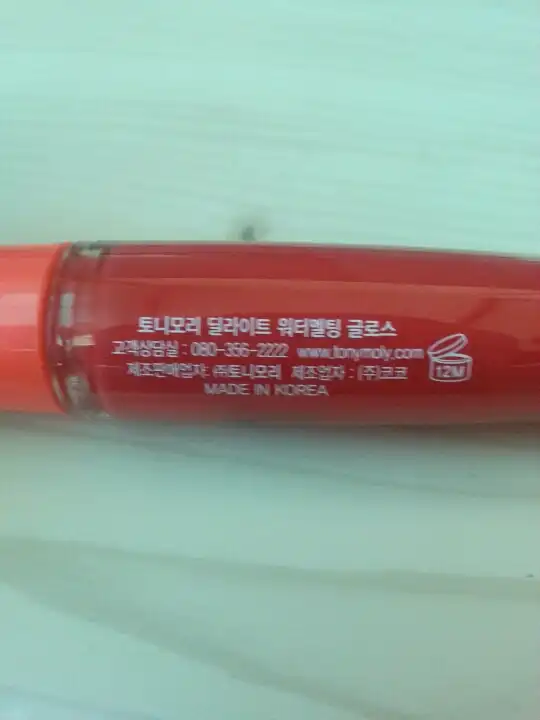 토니모리 딜라이트 워터멜팅 글로스
고객상담실 : 080-356-2222 www.tonymoly.com
제조판매업자: ㈜토니모리 제조업자 : (주)코코
MADE IN KOREA
12M